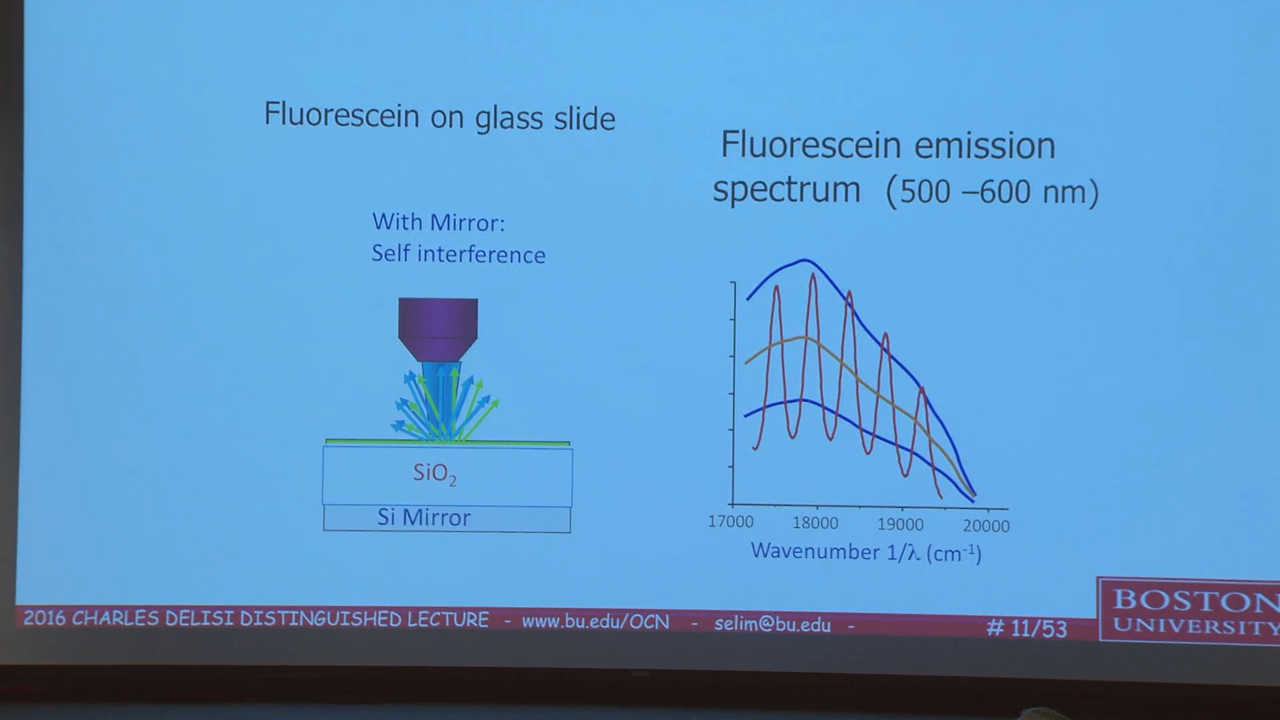 Fluorescein on glass slide
Fluorescein emission
spectrum (500 –600 nm)
With Mirror:
Self interference
SiO₂
Si Mirror
17000 18000 19000 20000
Wavenumber 1/λ (cm⁻¹)
2016 CHARLES DELISI DISTINGUISHED LECTURE - www.bu.edu/OCN - selim@bu.edu -
# 11/53
BOSTON
UNIVERSITY